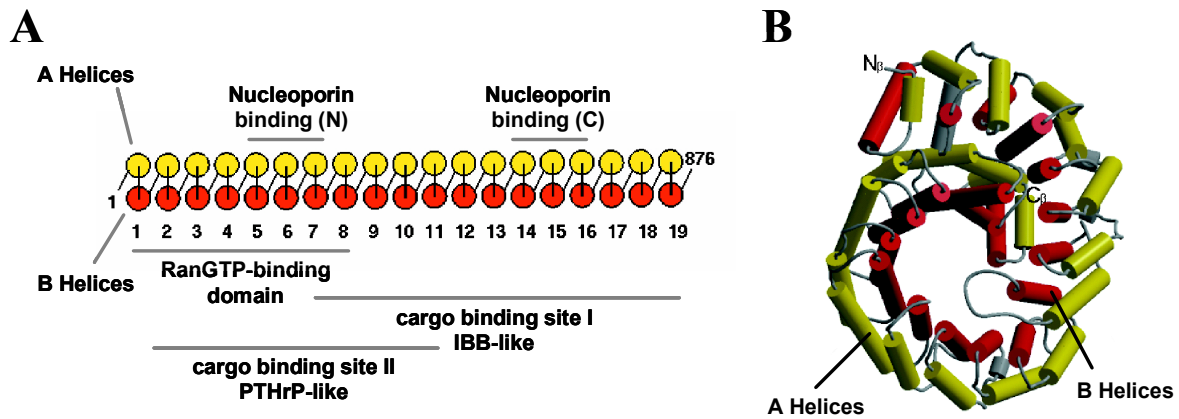 A
A Helices
Nucleoporin
binding (N)
Nucleoporin
binding (C)
876
1
1 2 3 4 5 6 7 8 9 10 11 12 13 14 15 16 17 18 19
B Helices
RanGTP-binding
domain
cargo binding site I
IBB-like
cargo binding site II
PTHrP-like
B
Nβ
Cβ
A Helices
B Helices